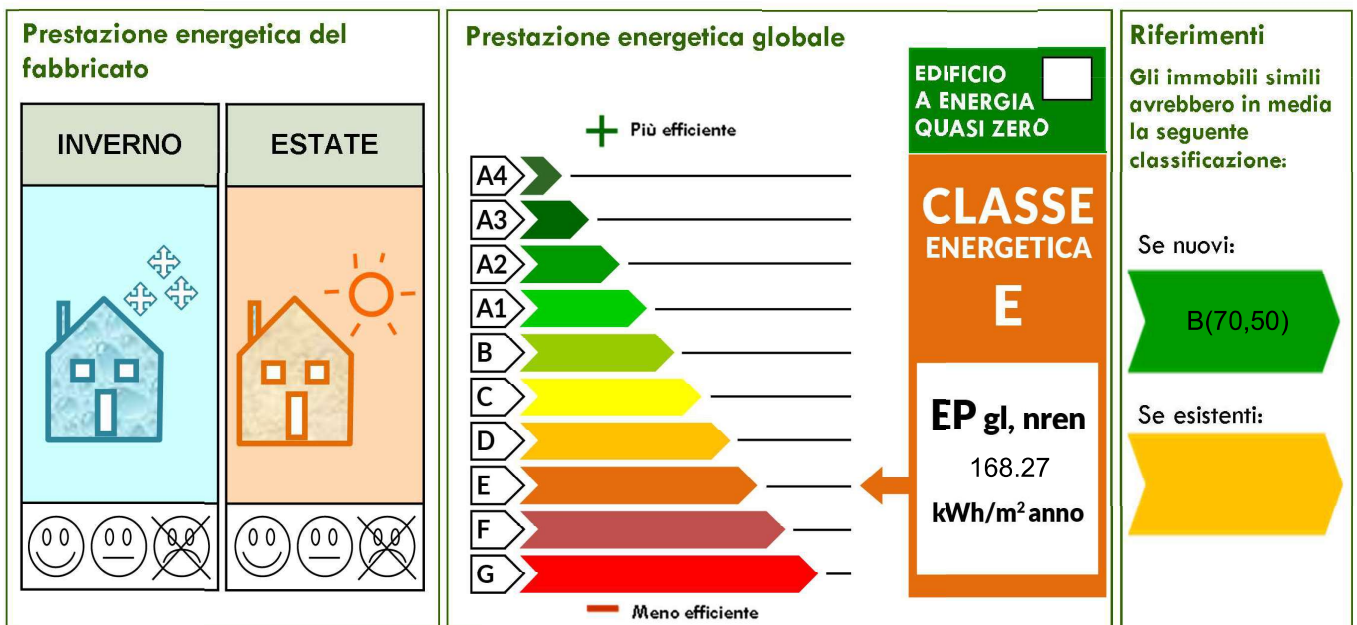 Prestazione energetica del
fabbricato
INVERNO
ESTATE
Prestazione energetica globale
Più efficiente
A4
A3
A2
A1
B
C
D
E
F
G
Meno efficiente
EDIFICIO
A ENERGIA
QUASI ZERO
CLASSE
ENERGETICA
E
EP gl, nren
168.27
kWh/m² anno
Riferimenti
Gli immobili simili
avrebbero in media
la seguente
classificazione:
Se nuovi:
B(70,50)
Se esistenti: